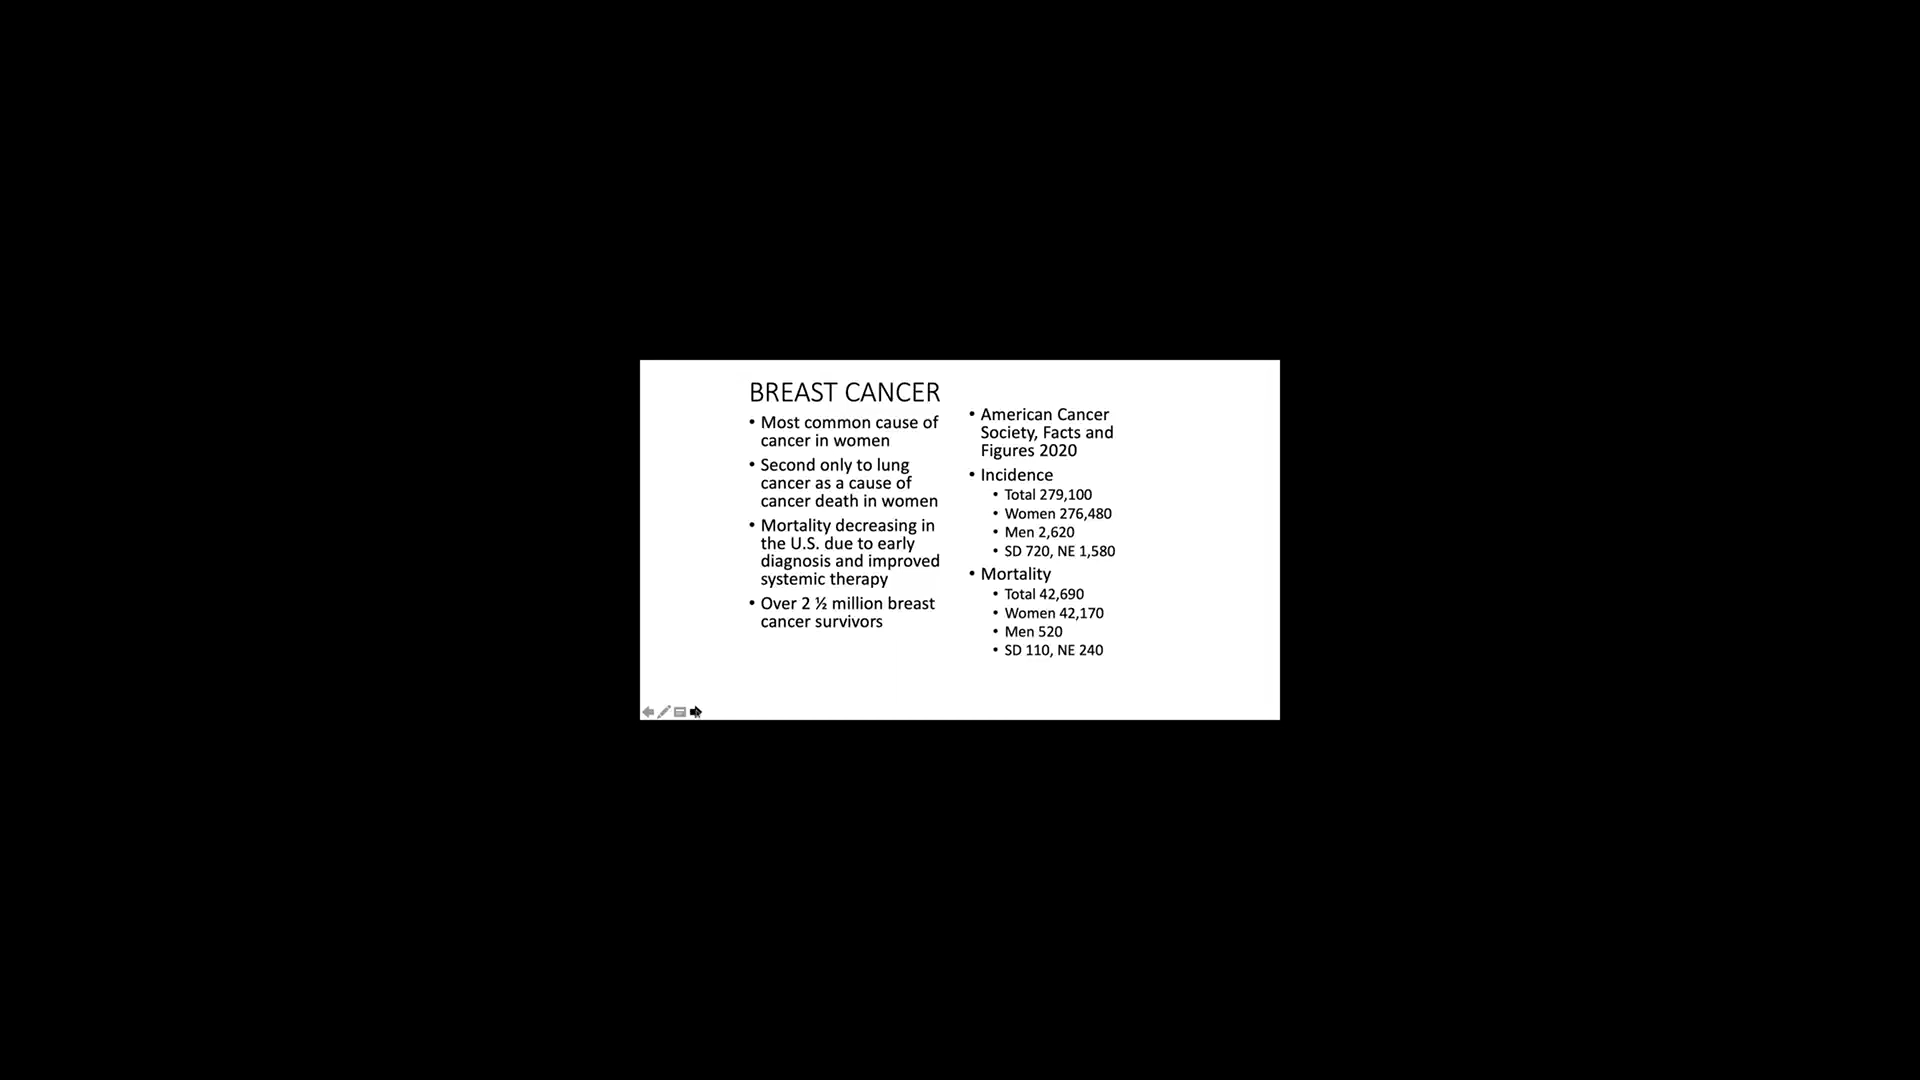 BREAST CANCER
• Most common cause of
cancer in women
• Second only to lung
cancer as a cause of
cancer death in women
• Mortality decreasing in
the U.S. due to early
diagnosis and improved
systemic therapy
• Over 2 ½ million breast
cancer survivors
• American Cancer
Society, Facts and
Figures 2020
• Incidence
• Total 279,100
• Women 276,480
• Men 2,620
• SD 720, NE 1,580
• Mortality
• Total 42,690
• Women 42,170
• Men 520
• SD 110, NE 240